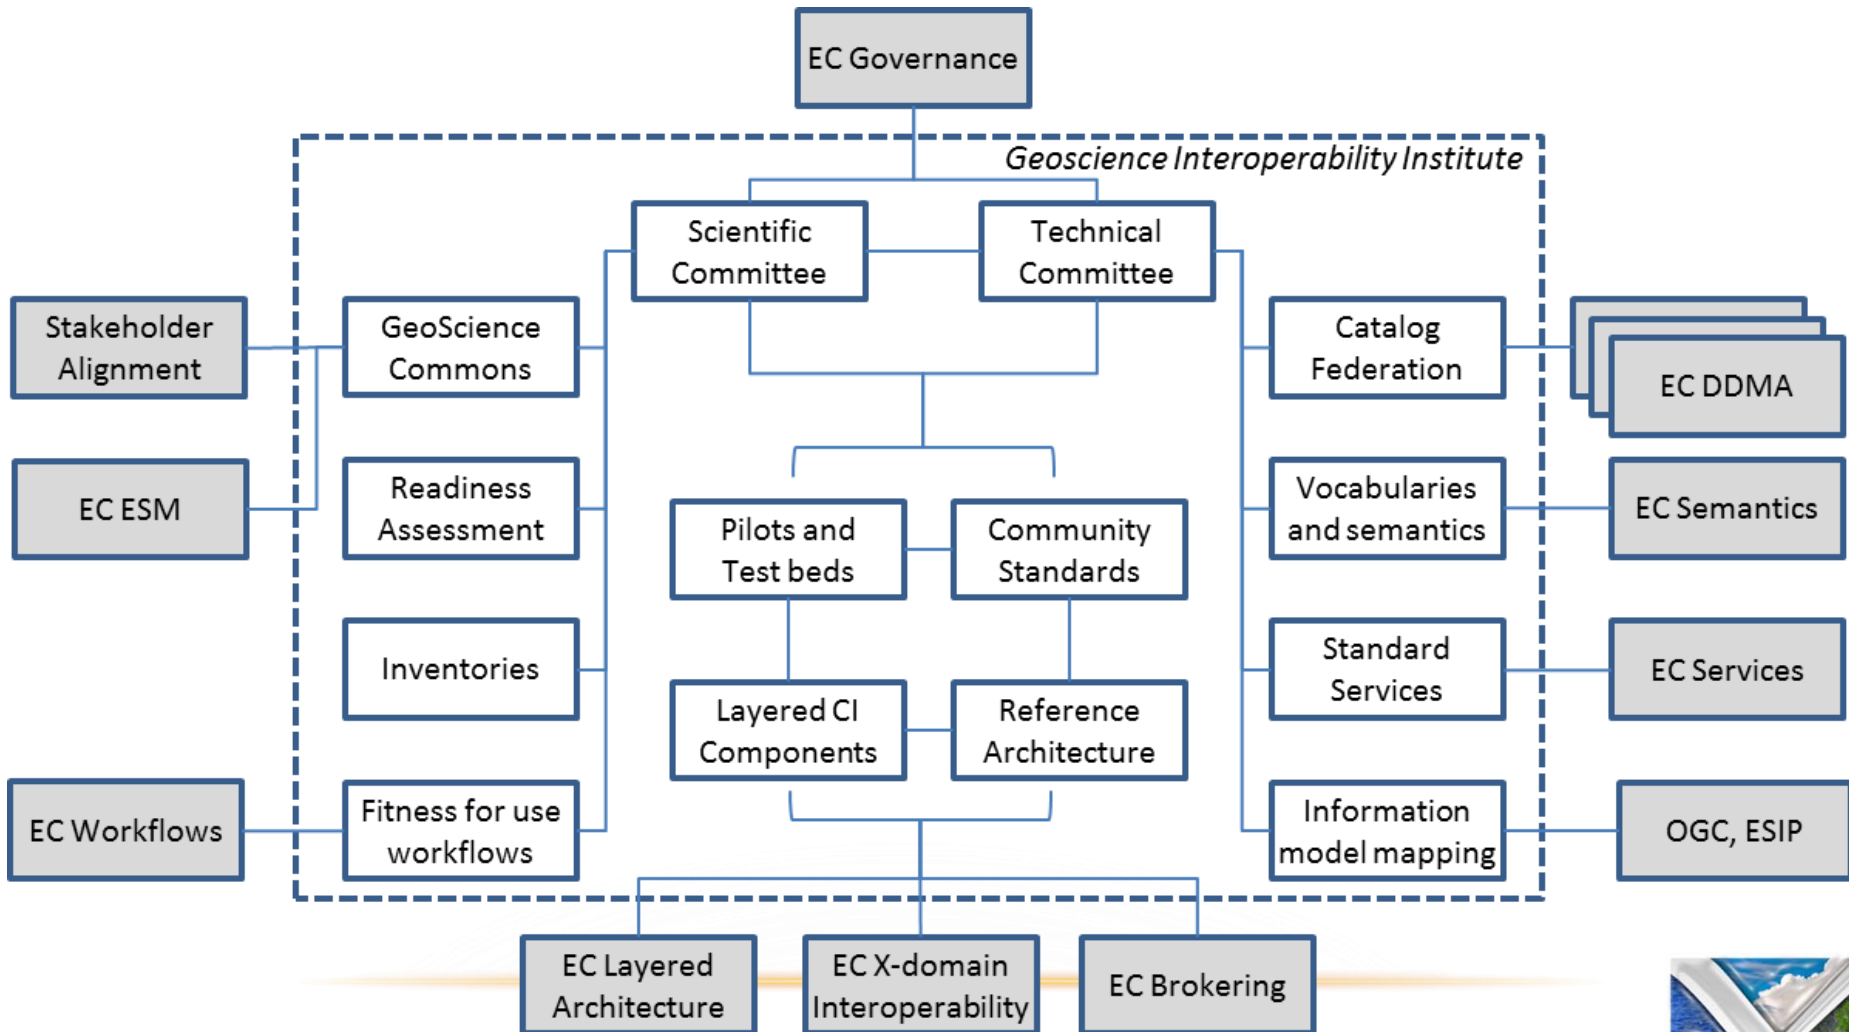 EC Governance
Geoscience Interoperability Institute
Scientific
Committee
Technical
Committee
Stakeholder
Alignment
GeoScience
Commons
Catalog
Federation
EC DDMA
EC ESM
Readiness
Assessment
Pilots and
Test beds
Community
Standards
Vocabularies
and semantics
EC Semantics
Inventories
Layered CI
Components
Reference
Architecture
Standard
Services
EC Services
EC Workflows
Fitness for use
workflows
Information
model mapping
OGC, ESIP
EC Layered
Architecture
EC X-domain
Interoperability
EC Brokering